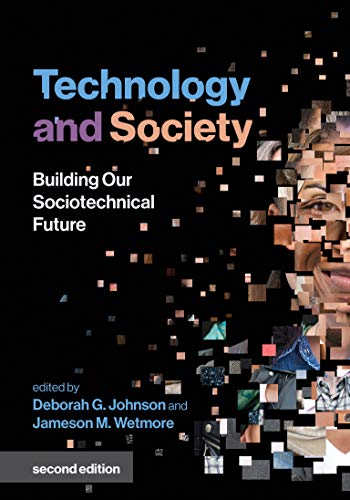 Technology
and Society
Building Our
Sociotechnical
Future
edited by
Deborah G. Johnson and
Jameson M. Wetmore
second edition